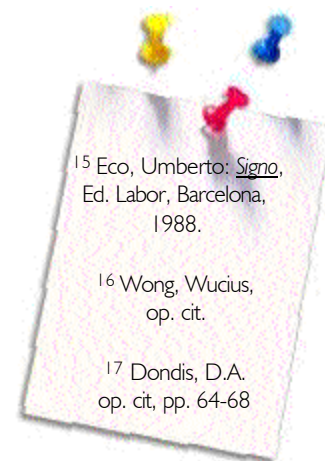 15 Eco, Umberto: Signo,
Ed. Labor, Barcelona,
1988.
16 Wong, Wucius,
op. cit.
17 Dondis, D.A.
op. cit, pp. 64-68